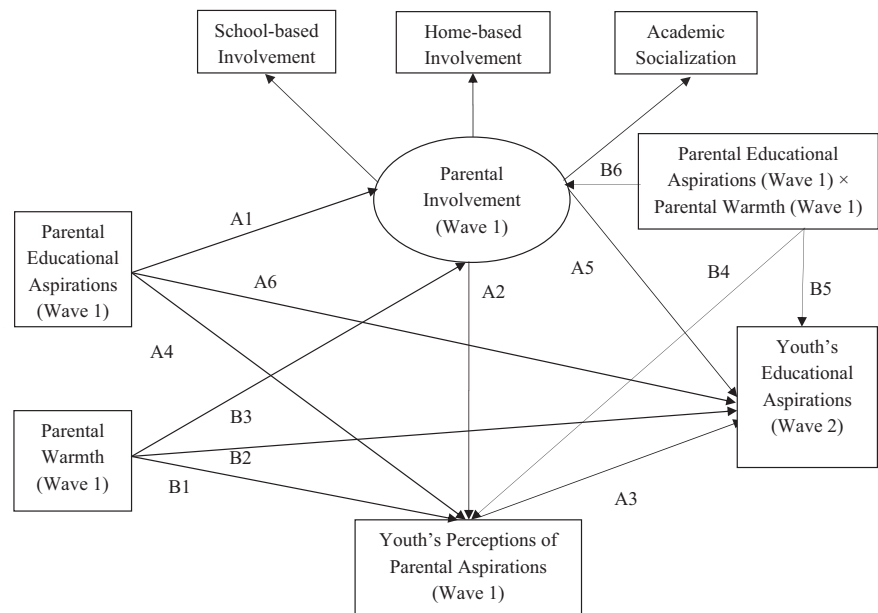 School-based
Involvement
Home-based
Involvement
Academic
Socialization
Parental
Involvement
(Wave 1)
B6
Parental Educational
Aspirations (Wave 1) ×
Parental Warmth (Wave 1)
A1
Parental
Educational
Aspirations
(Wave 1)
A6
A2
A5
B4
B5
A4
Youth's
Educational
Aspirations
(Wave 2)
B3
Parental
Warmth
(Wave 1)
B2
B1
A3
Youth's Perceptions of
Parental Aspirations
(Wave 1)